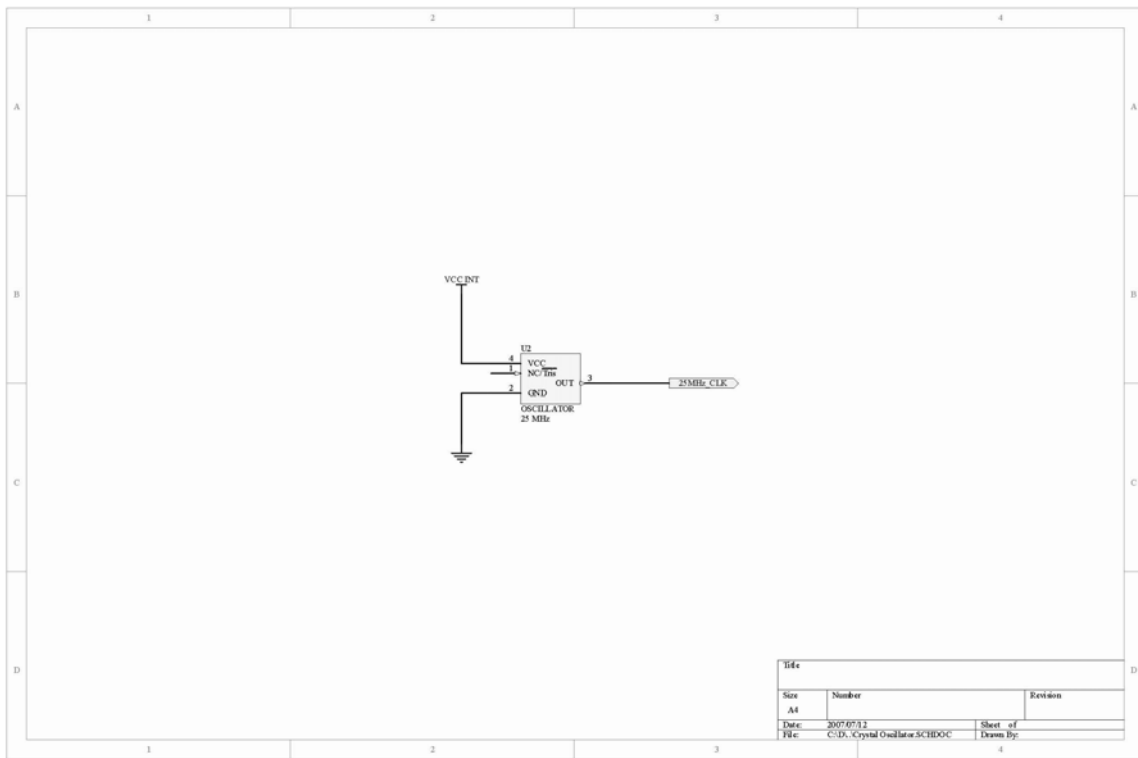 1 2 3 4
A A
VCC INT
B B
U2
4 VCC
1 NC/Tris
OUT 3
25MHz_CLK
2 GND
OSCILLATOR
25 MHz
C C
D D
Title
Size Number Revision
A4
Date: 2007/07/12 Sheet of
File: C:\D\..\Crystal Oscillator.SCHDOC Drawn By:
1 2 3 4